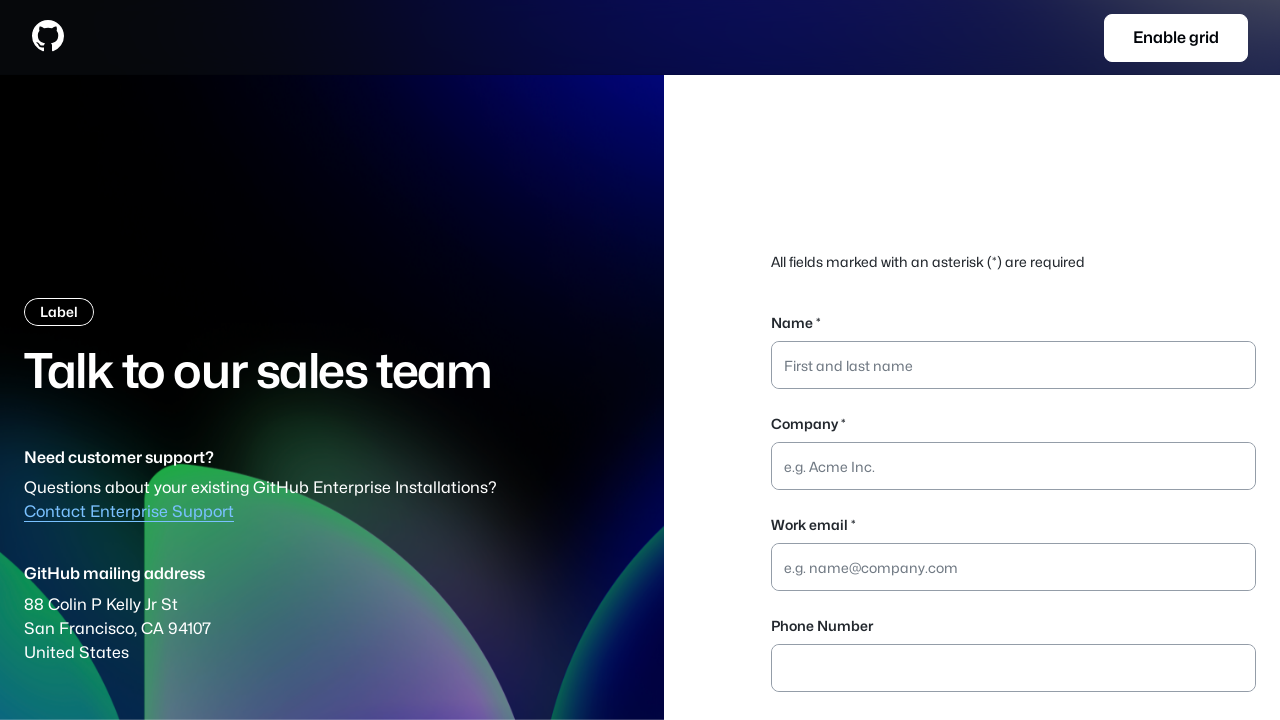 Enable grid
Label
Talk to our sales team
Need customer support?
Questions about your existing GitHub Enterprise Installations?
Contact Enterprise Support
GitHub mailing address
88 Colin P Kelly Jr St
San Francisco, CA 94107
United States
All fields marked with an asterisk (*) are required
Name *
First and last name
Company *
e.g. Acme Inc.
Work email *
e.g. name@company.com
Phone Number